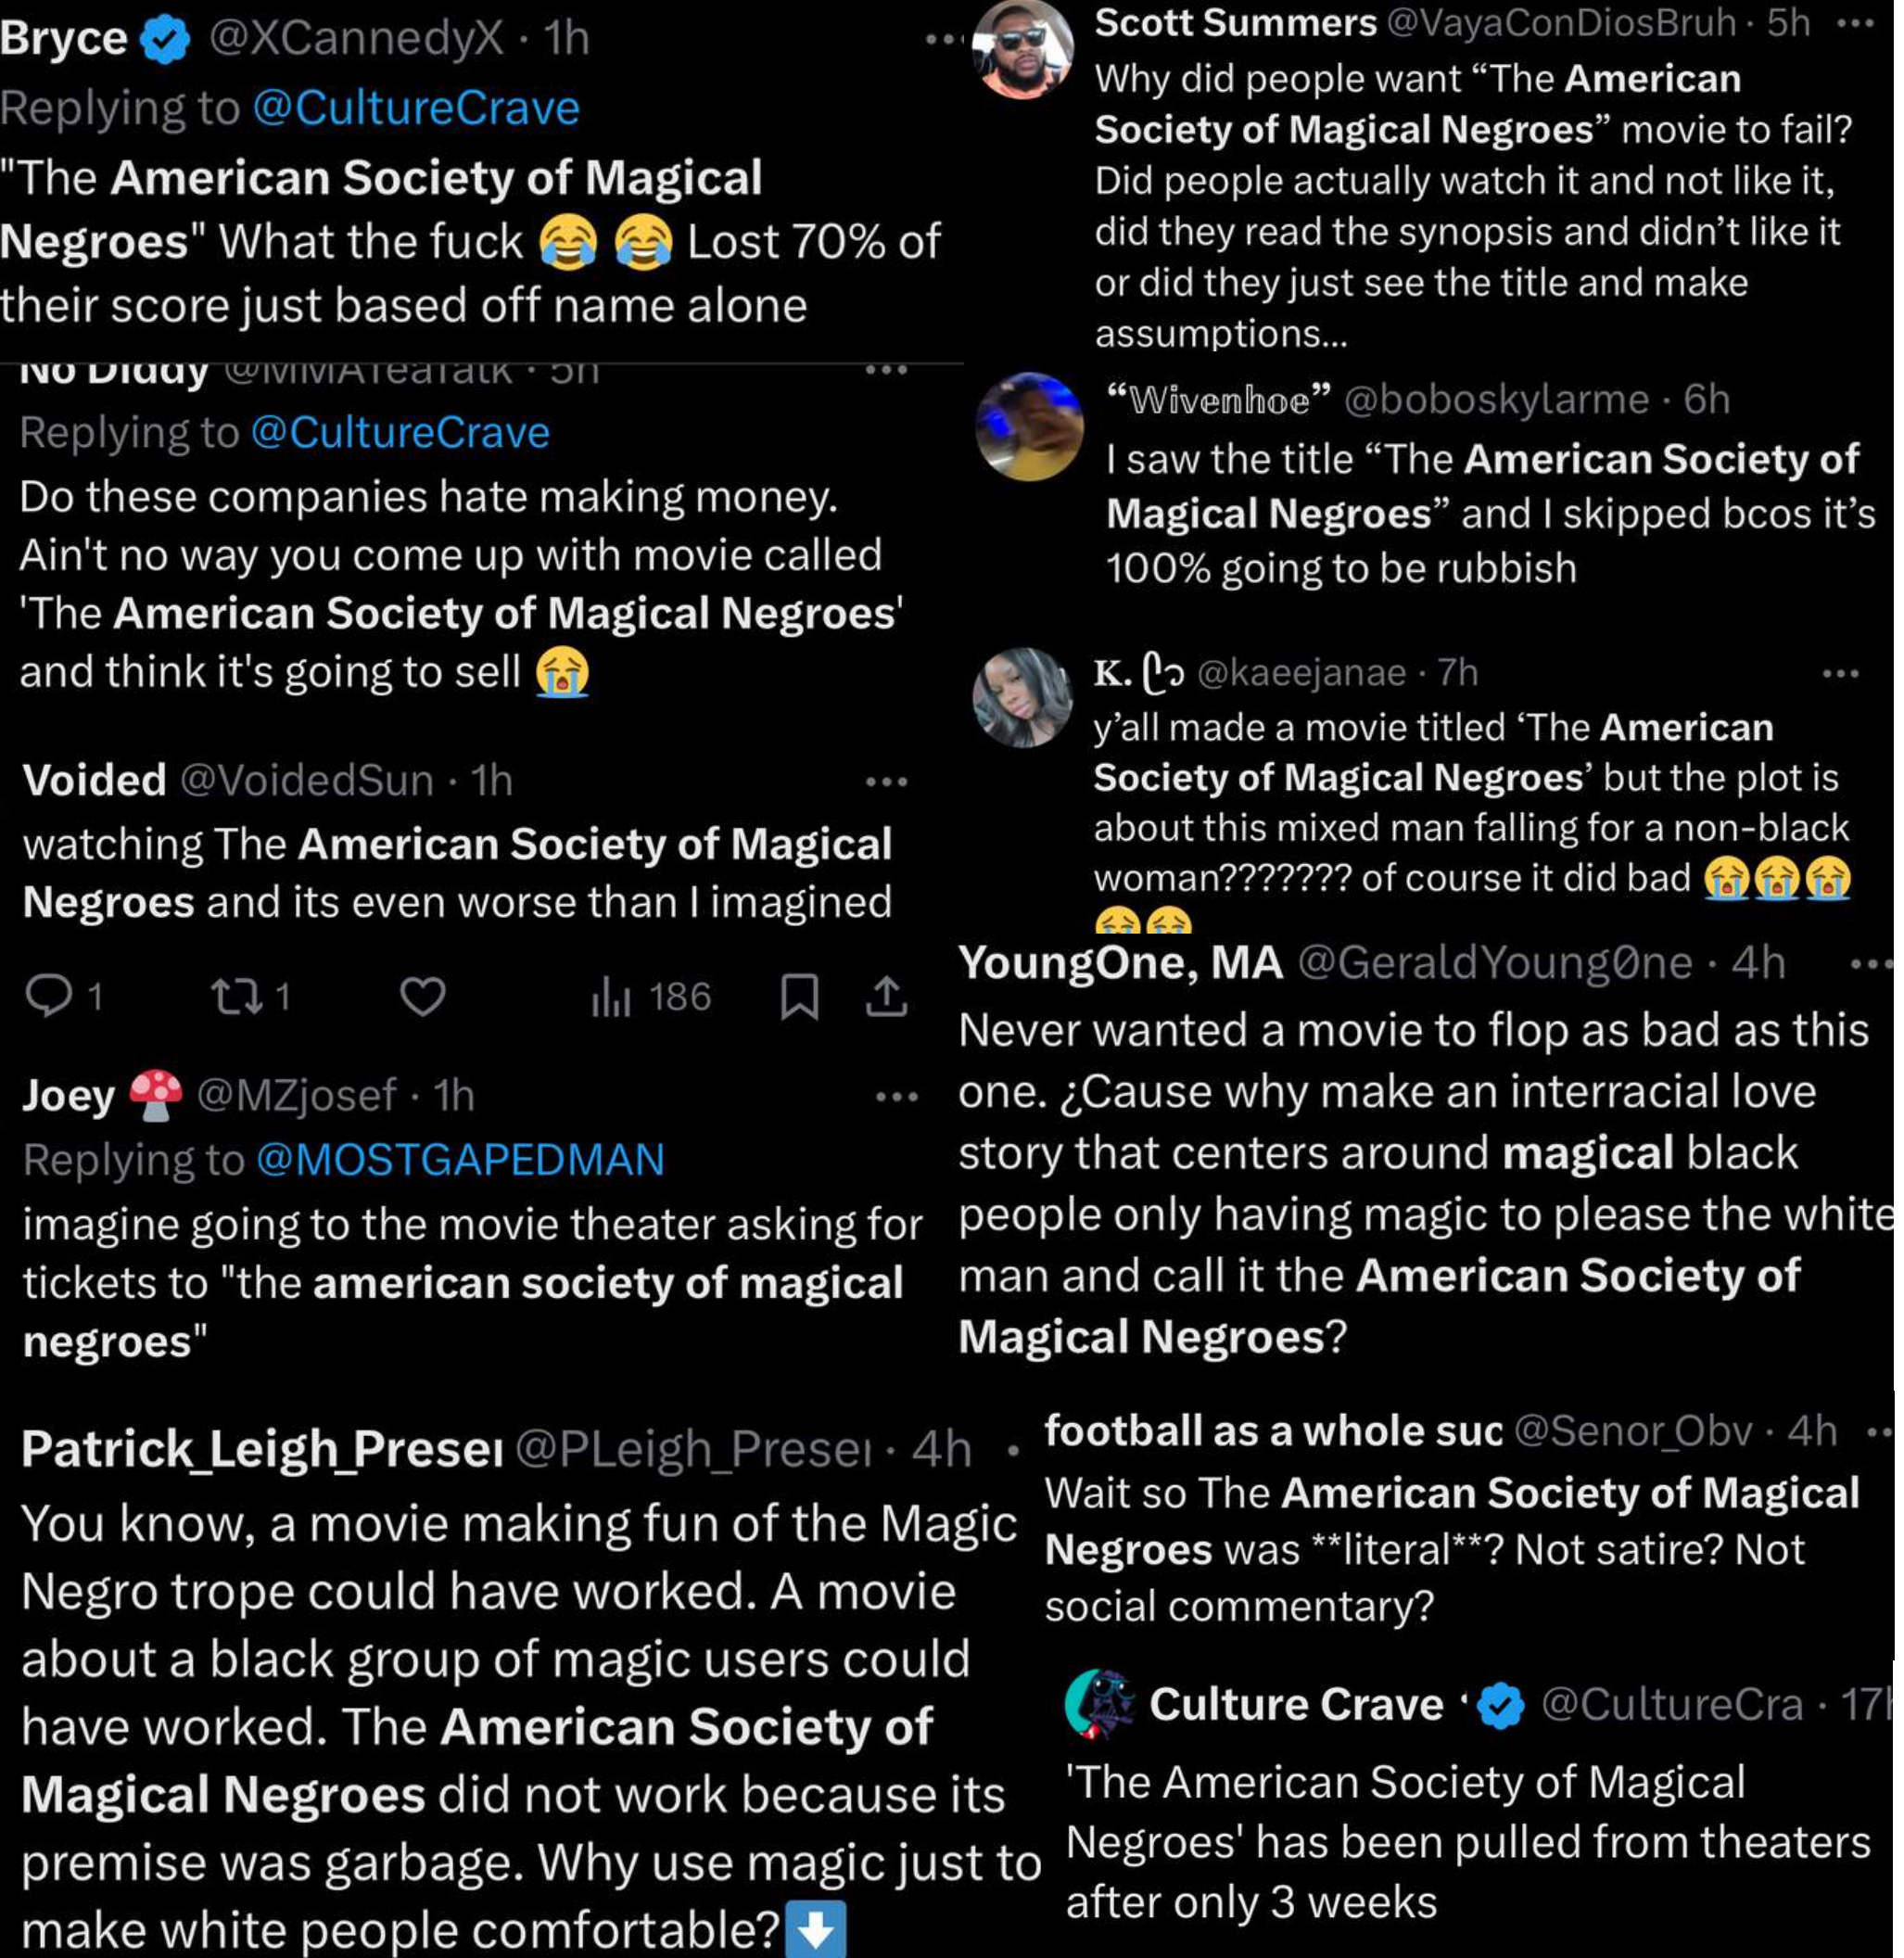 Bryce @XCannedyX · 1h
Replying to @CultureCrave
"The American Society of Magical
Negroes" What the fuck 😂 😂 Lost 70% of
their score just based off name alone
No Diddy @MMATeaTalk · 5h
Replying to @CultureCrave
Do these companies hate making money.
Ain't no way you come up with movie called
'The American Society of Magical Negroes'
and think it's going to sell 😭
Voided @VoidedSun · 1h
watching The American Society of Magical
Negroes and its even worse than I imagined
1 1 186
Joey 🍄 @MZjosef · 1h
Replying to @MOSTGAPEDMAN
imagine going to the movie theater asking for
tickets to "the american society of magical
negroes"
Patrick_Leigh_Preser @PLeigh_Preser · 4h
You know, a movie making fun of the Magic
Negro trope could have worked. A movie
about a black group of magic users could
have worked. The American Society of
Magical Negroes did not work because its
premise was garbage. Why use magic just to
make white people comfortable?⬇️
Scott Summers @VayaConDiosBruh · 5h
Why did people want “The American
Society of Magical Negroes” movie to fail?
Did people actually watch it and not like it,
did they read the synopsis and didn’t like it
or did they just see the title and make
assumptions...
“𝕎𝕚𝕧𝕖𝕟𝕙𝕠𝕖” @boboskylarme · 6h
I saw the title “The American Society of
Magical Negroes” and I skipped bcos it’s
100% going to be rubbish
K. @kaeejanae · 7h
y’all made a movie titled ‘The American
Society of Magical Negroes’ but the plot is
about this mixed man falling for a non-black
woman??????? of course it did bad 😭😭😭
😭😭
YoungOne, MA @GeraldYoung0ne · 4h
Never wanted a movie to flop as bad as this
one. ¿Cause why make an interracial love
story that centers around magical black
people only having magic to please the white
man and call it the American Society of
Magical Negroes?
football as a whole suc @Senor_Obv · 4h
Wait so The American Society of Magical
Negroes was **literal**? Not satire? Not
social commentary?
Culture Crave @CultureCra · 17h
'The American Society of Magical
Negroes' has been pulled from theaters
after only 3 weeks